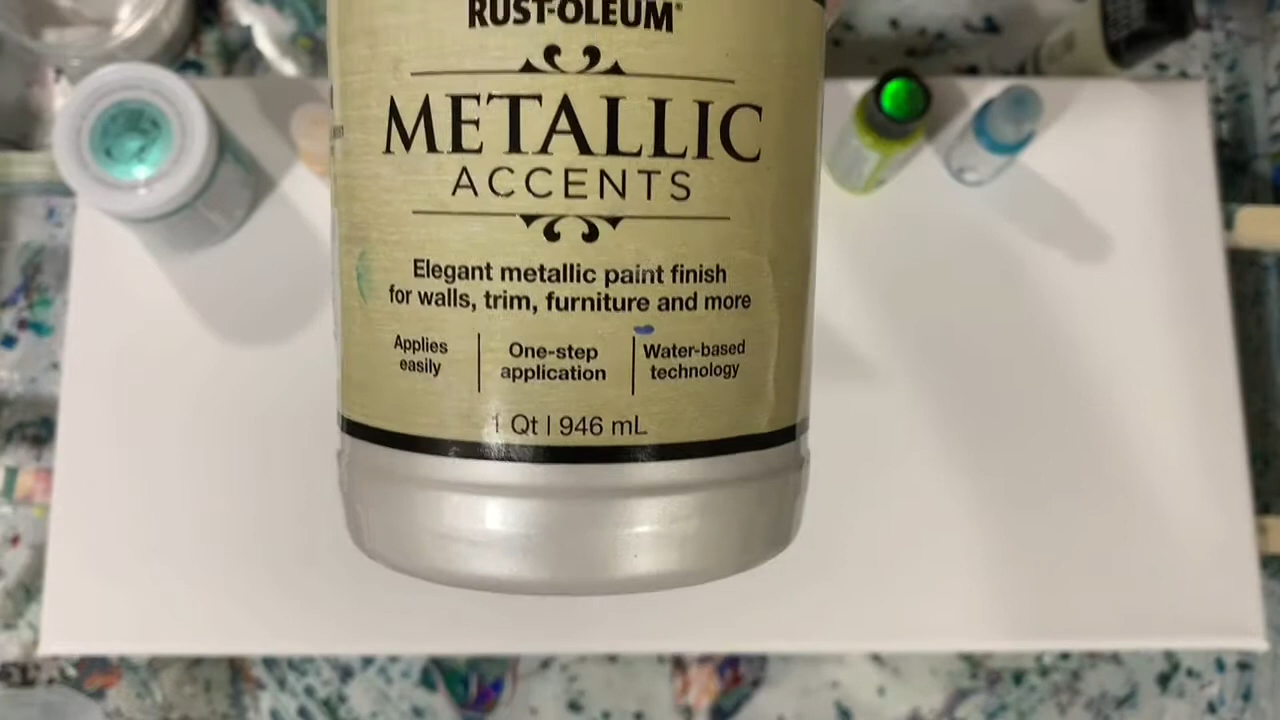 RUST-OLEUM®
METALLIC
ACCENTS
Elegant metallic paint finish
for walls, trim, furniture and more
Applies
easily
One-step
application
Water-based
technology
1 Qt | 946 mL